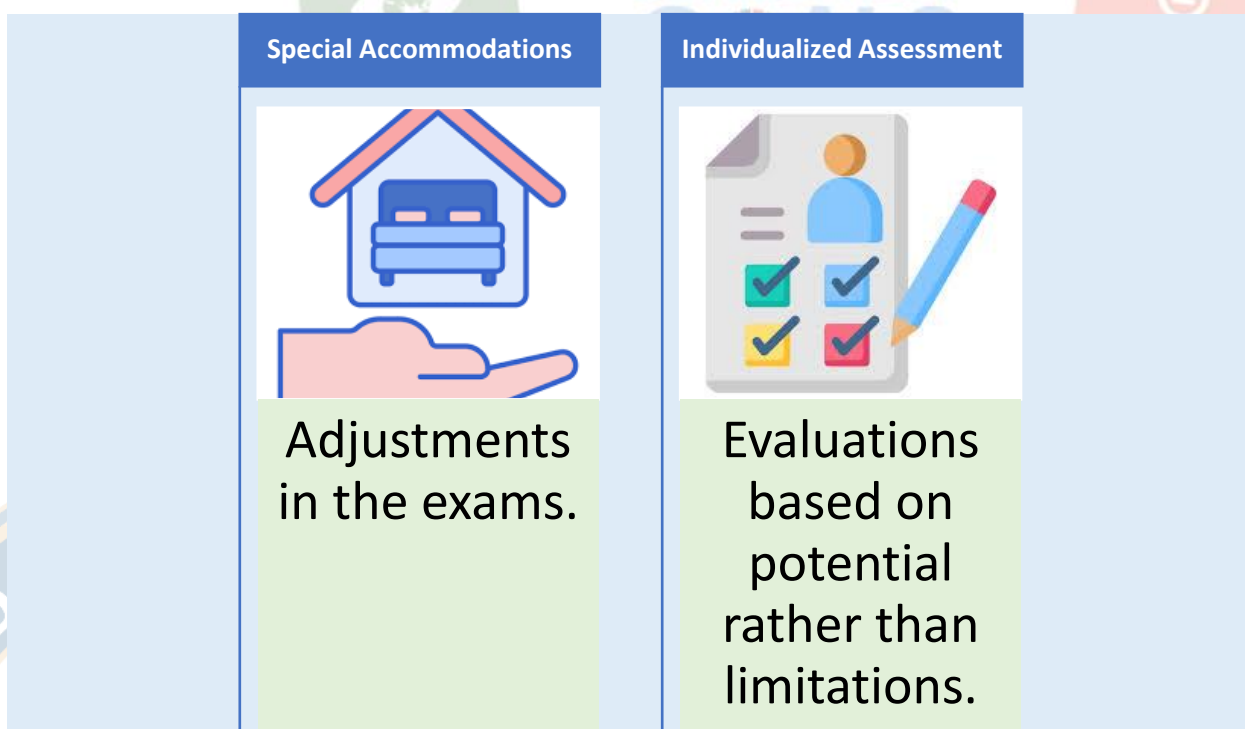 Special Accommodations
Adjustments
in the exams.
Individualized Assessment
Evaluations
based on
potential
rather than
limitations.